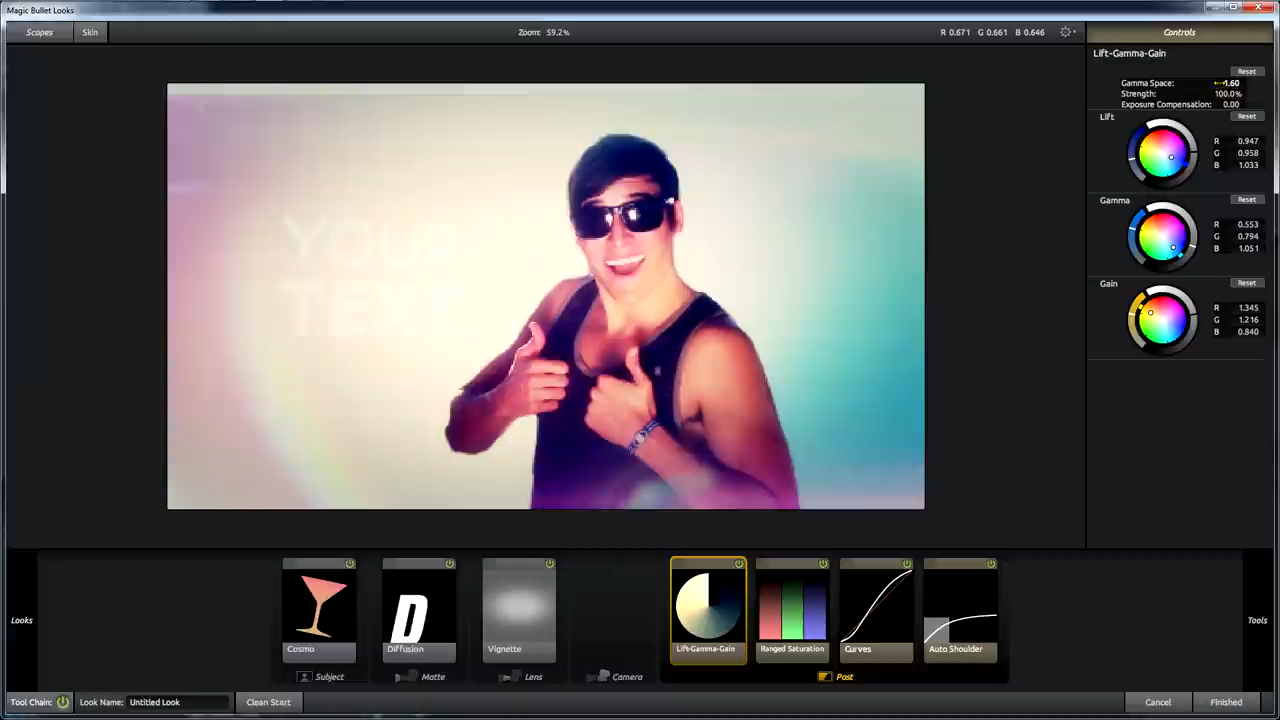 Magic Bullet Looks
Scopes
Skin
Zoom: 59.2%
R 0.671 G 0.661 B 0.646
Controls
Lift-Gamma-Gain
Reset
Gamma Space: 1.60
Strength: 100.0%
Exposure Compensation: 0.00
Lift
Reset
R 0.947
G 0.958
B 1.033
Gamma
Reset
R 0.553
G 0.794
B 1.051
Gain
Reset
R 1.345
G 1.216
B 0.840
YOUR
TEXT
Cosmo
D
Diffusion
Vignette
Lift-Gamma-Gain
Ranged Saturation
Curves
Auto Shoulder
Looks
Tools
Subject
Matte
Lens
Camera
Post
Tool Chain:
Look Name: Untitled Look
Clean Start
Cancel
Finished